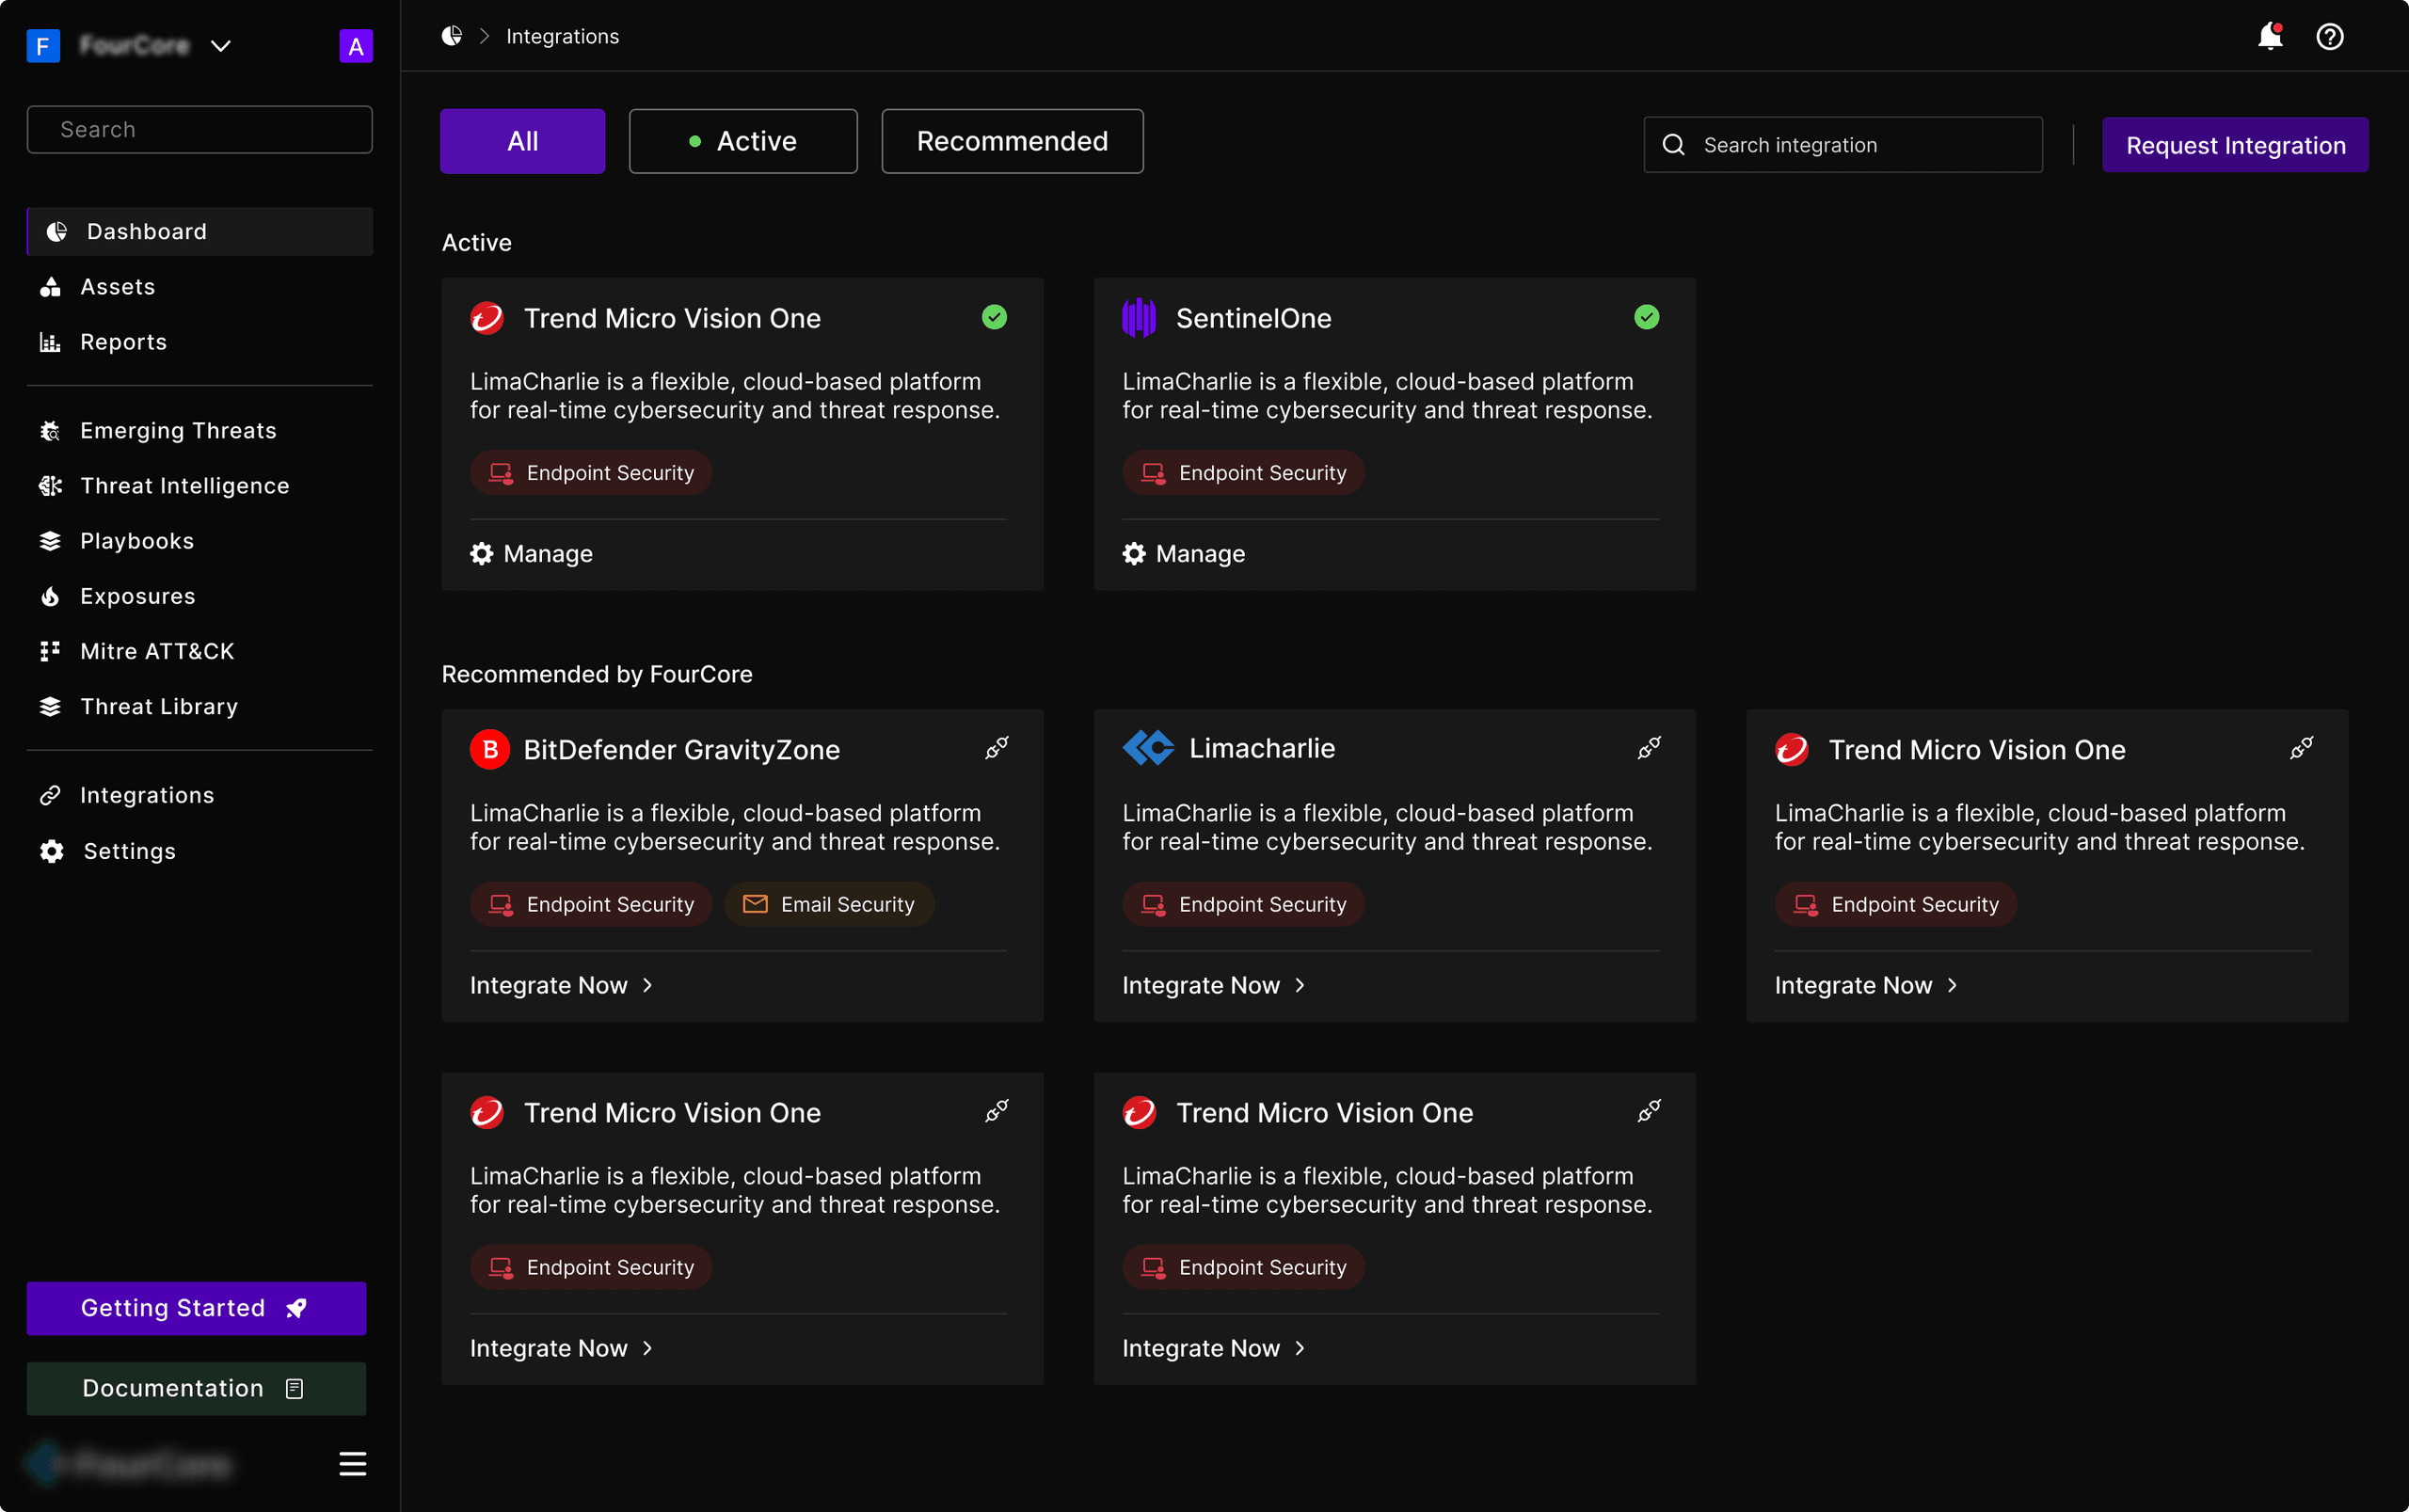 F FourCore A
Search
Dashboard
Assets
Reports
Emerging Threats
Threat Intelligence
Playbooks
Exposures
Mitre ATT&CK
Threat Library
Integrations
Settings
Getting Started
Documentation
FourCore
Integrations
All
Active
Recommended
Search integration
Request Integration
Active
Trend Micro Vision One
LimaCharlie is a flexible, cloud-based platform
for real-time cybersecurity and threat response.
Endpoint Security
Manage
SentinelOne
LimaCharlie is a flexible, cloud-based platform
for real-time cybersecurity and threat response.
Endpoint Security
Manage
Recommended by FourCore
B BitDefender GravityZone
LimaCharlie is a flexible, cloud-based platform
for real-time cybersecurity and threat response.
Endpoint Security
Email Security
Integrate Now
Limacharlie
LimaCharlie is a flexible, cloud-based platform
for real-time cybersecurity and threat response.
Endpoint Security
Integrate Now
Trend Micro Vision One
LimaCharlie is a flexible, cloud-based platform
for real-time cybersecurity and threat response.
Endpoint Security
Integrate Now
Trend Micro Vision One
LimaCharlie is a flexible, cloud-based platform
for real-time cybersecurity and threat response.
Endpoint Security
Integrate Now
Trend Micro Vision One
LimaCharlie is a flexible, cloud-based platform
for real-time cybersecurity and threat response.
Endpoint Security
Integrate Now